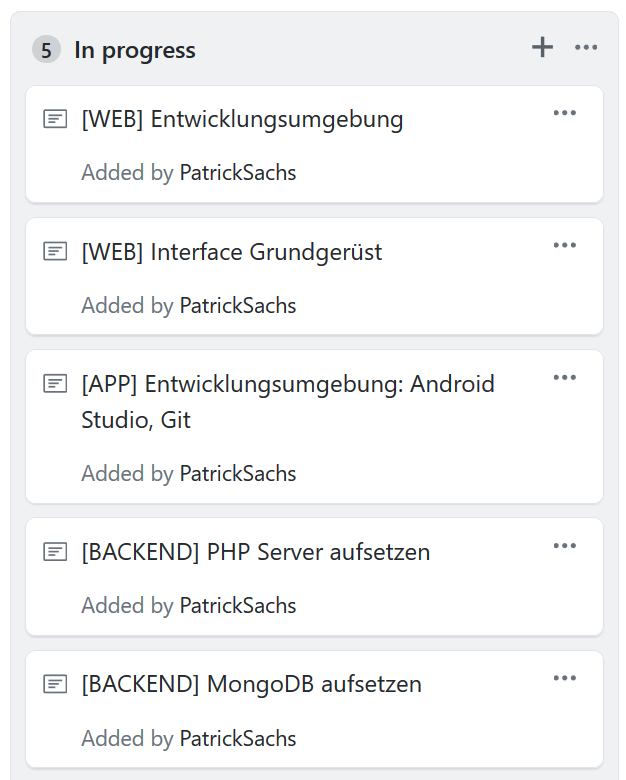 5 In progress
[WEB] Entwicklungsumgebung
Added by PatrickSachs
[WEB] Interface Grundgerüst
Added by PatrickSachs
[APP] Entwicklungsumgebung: Android
Studio, Git
Added by PatrickSachs
[BACKEND] PHP Server aufsetzen
Added by PatrickSachs
[BACKEND] MongoDB aufsetzen
Added by PatrickSachs